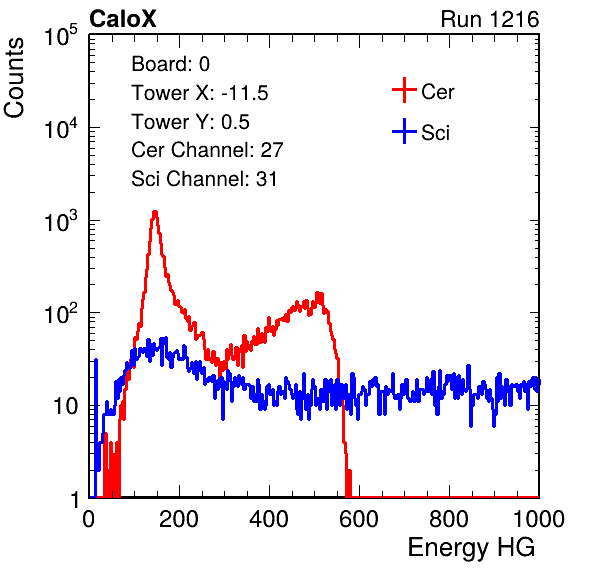 CaloX Run 1216
Counts
10^5
10^4
10^3
10^2
10
1
Board: 0
Tower X: -11.5
Tower Y: 0.5
Cer Channel: 27
Sci Channel: 31
Cer
Sci
0 200 400 600 800 1000
Energy HG